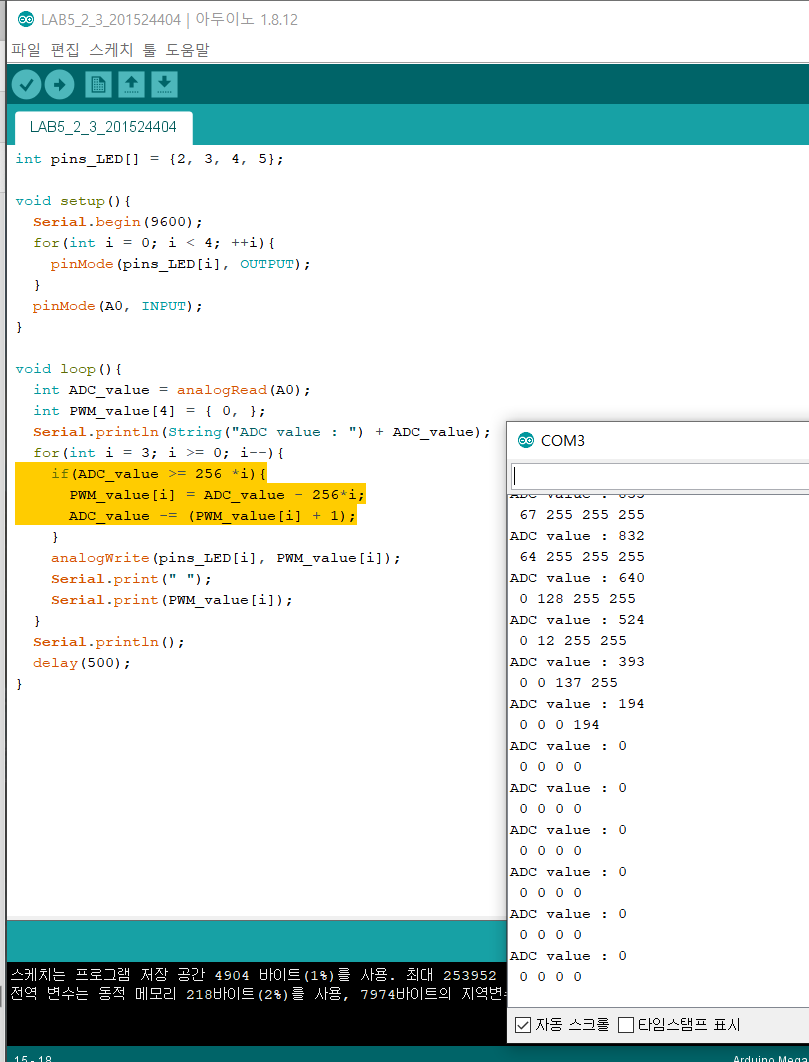 LAB5_2_3_201524404 | 아두이노 1.8.12
파일 편집 스케치 툴 도움말
LAB5_2_3_201524404
int pins_LED[] = {2, 3, 4, 5};
void setup(){
Serial.begin(9600);
for(int i = 0; i < 4; ++i){
pinMode(pins_LED[i], OUTPUT);
}
pinMode(A0, INPUT);
}
void loop(){
int ADC_value = analogRead(A0);
int PWM_value[4] = { 0, };
Serial.println(String("ADC value : ") + ADC_value);
for(int i = 3; i >= 0; i--){
if(ADC_value >= 256 *i){
PWM_value[i] = ADC_value - 256*i;
ADC_value -= (PWM_value[i] + 1);
}
analogWrite(pins_LED[i], PWM_value[i]);
Serial.print(" ");
Serial.print(PWM_value[i]);
}
Serial.println();
delay(500);
}
COM3
ADC value : 835
67 255 255 255
ADC value : 832
64 255 255 255
ADC value : 640
0 128 255 255
ADC value : 524
0 12 255 255
ADC value : 393
0 0 137 255
ADC value : 194
0 0 0 194
ADC value : 0
0 0 0 0
ADC value : 0
0 0 0 0
ADC value : 0
0 0 0 0
ADC value : 0
0 0 0 0
ADC value : 0
0 0 0 0
ADC value : 0
0 0 0 0
자동 스크롤 타임스탬프 표시
스케치는 프로그램 저장 공간 4904 바이트(1%)를 사용. 최대 253952
전역 변수는 동적 메모리 218바이트(2%)를 사용, 7974바이트의 지역변
15 - 18
Arduino Mega